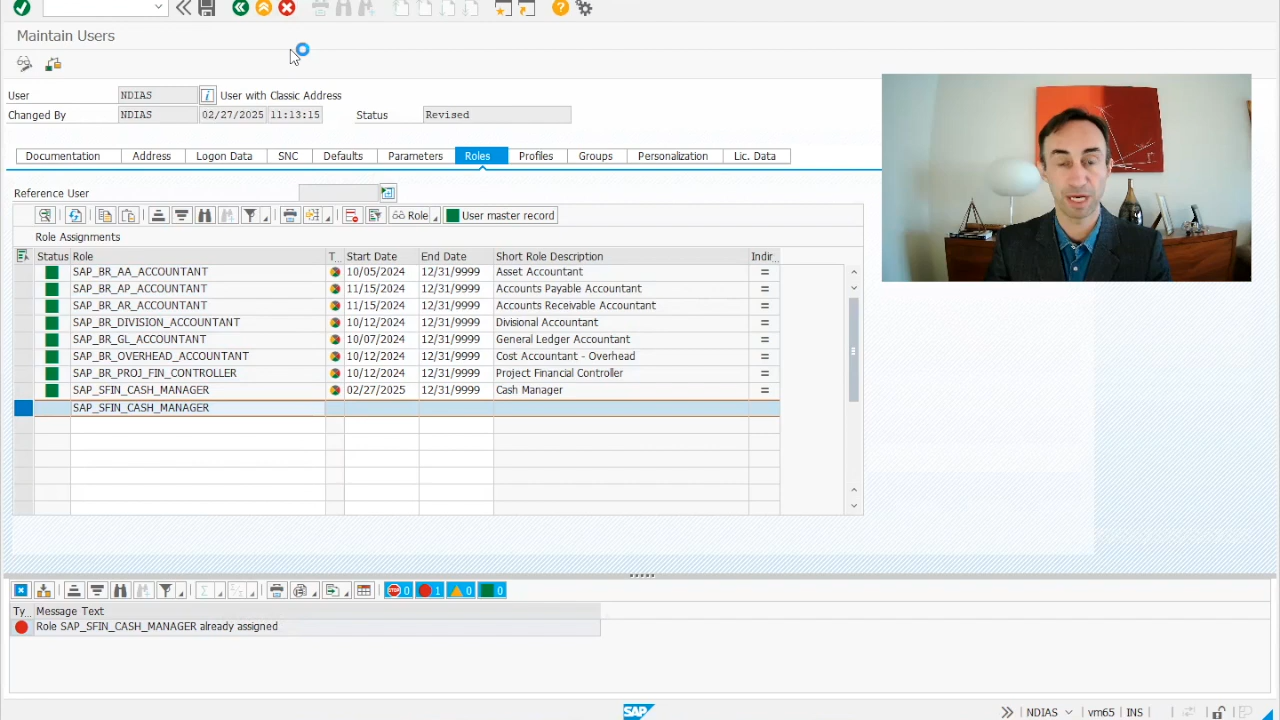 Maintain Users
User NDIAS User with Classic Address
Changed By NDIAS 02/27/2025 11:13:15 Status Revised
Documentation Address Logon Data SNC Defaults Parameters Roles Profiles Groups Personalization Lic. Data
Reference User
Role User master record
Role Assignments
Status Role T... Start Date End Date Short Role Description Indir...
SAP_BR_AA_ACCOUNTANT 10/05/2024 12/31/9999 Asset Accountant =
SAP_BR_AP_ACCOUNTANT 11/15/2024 12/31/9999 Accounts Payable Accountant =
SAP_BR_AR_ACCOUNTANT 11/15/2024 12/31/9999 Accounts Receivable Accountant =
SAP_BR_DIVISION_ACCOUNTANT 10/12/2024 12/31/9999 Divisional Accountant =
SAP_BR_GL_ACCOUNTANT 10/07/2024 12/31/9999 General Ledger Accountant =
SAP_BR_OVERHEAD_ACCOUNTANT 10/12/2024 12/31/9999 Cost Accountant - Overhead =
SAP_BR_PROJ_FIN_CONTROLLER 10/12/2024 12/31/9999 Project Financial Controller =
SAP_SFIN_CASH_MANAGER 02/27/2025 12/31/9999 Cash Manager =
SAP_SFIN_CASH_MANAGER
STOP 0 1 0 0
Ty... Message Text
Role SAP_SFIN_CASH_MANAGER already assigned
SAP NDIAS vm65 INS